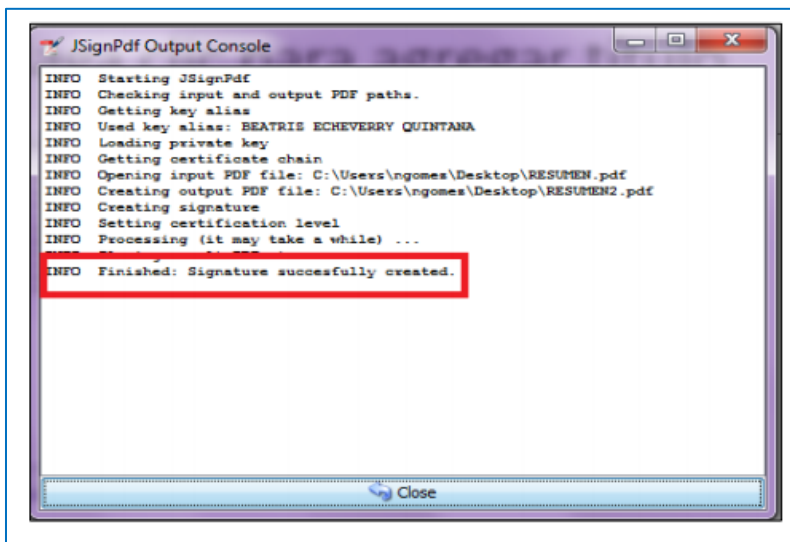 JSignPdf Output Console
INFO Starting JSignPdf
INFO Checking input and output PDF paths.
INFO Getting key alias
INFO Used key alias: BEATRIS ECHEVERRY QUINTANA
INFO Loading private key
INFO Getting certificate chain
INFO Opening input PDF file: C:\Users\ngomes\Desktop\RESUMEN.pdf
INFO Creating output PDF file: C:\Users\ngomes\Desktop\RESUMEN2.pdf
INFO Creating signature
INFO Setting certification level
INFO Processing (it may take a while) ...
INFO Finished: Signature succesfully created.
Close